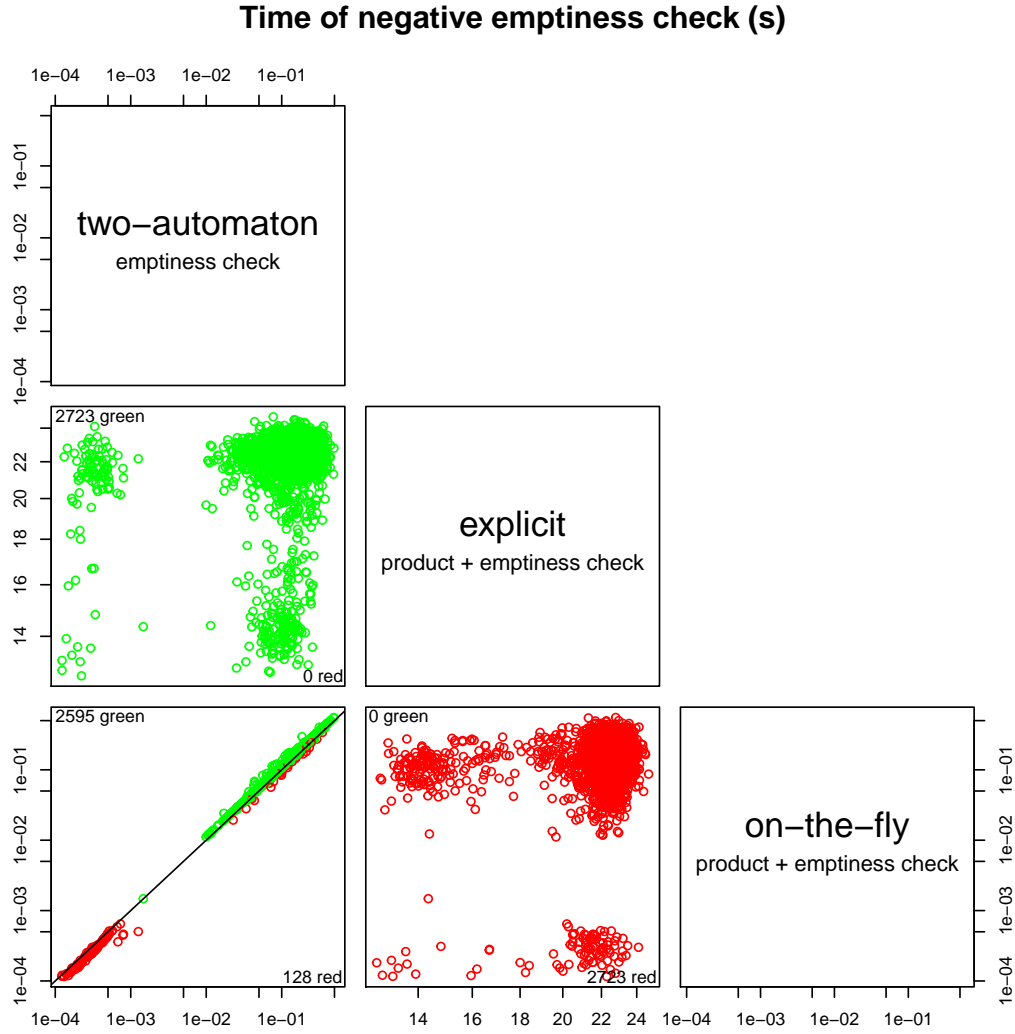 Time of negative emptiness check (s)
1e−04 1e−03 1e−02 1e−01
1e−04 1e−03 1e−02 1e−01
two−automaton
emptiness check
2723 green
0 red
14 16 18 20 22
explicit
product + emptiness check
2595 green
128 red
0 green
2723 red
on−the−fly
product + emptiness check
1e−04 1e−03 1e−02 1e−01
1e−04 1e−03 1e−02 1e−01
1e−04 1e−03 1e−01
14 16 18 20 22 24
1e−04 1e−03 1e−01